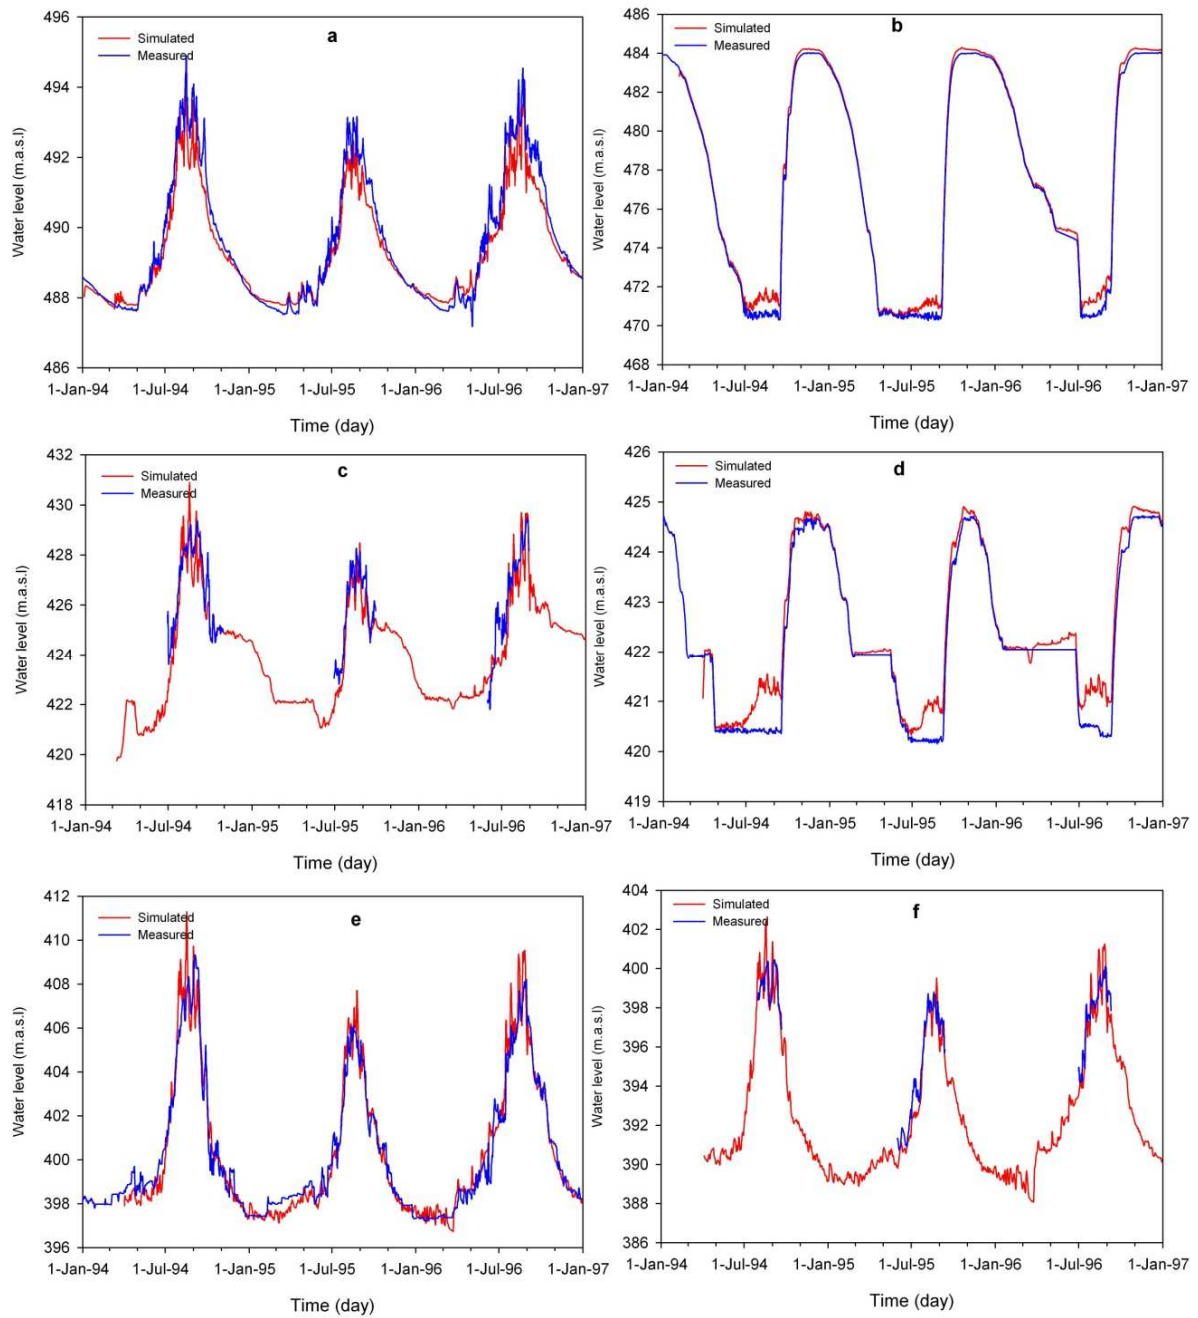 a
Simulated
Measured
Water level (m.a.s.l)
496
494
492
490
488
486
1-Jan-94
1-Jul-94
1-Jan-95
1-Jul-95
1-Jan-96
1-Jul-96
1-Jan-97
Time (day)
b
Simulated
Measured
Water level (m.a.s.l)
486
484
482
480
478
476
474
472
470
468
1-Jan-94
1-Jul-94
1-Jan-95
1-Jul-95
1-Jan-96
1-Jul-96
1-Jan-97
Time (day)
c
Simulated
Measured
Water level (m.a.s.l)
432
430
428
426
424
422
420
418
1-Jan-94
1-Jul-94
1-Jan-95
1-Jul-95
1-Jan-96
1-Jul-96
1-Jan-97
Time (day)
d
Simulated
Measured
Water level (m.a.s.l)
426
425
424
423
422
421
420
419
1-Jan-94
1-Jul-94
1-Jan-95
1-Jul-95
1-Jan-96
1-Jul-96
1-Jan-97
Time (day)
e
Simulated
Measured
Water level (m.a.s.l)
412
410
408
406
404
402
400
398
396
1-Jan-94
1-Jul-94
1-Jan-95
1-Jul-95
1-Jan-96
1-Jul-96
1-Jan-97
Time (day)
f
Simulated
Measured
Water level (m.a.s.l)
404
402
400
398
396
394
392
390
388
386
1-Jan-94
1-Jul-94
1-Jan-95
1-Jul-95
1-Jan-96
1-Jul-96
1-Jan-97
Time (day)